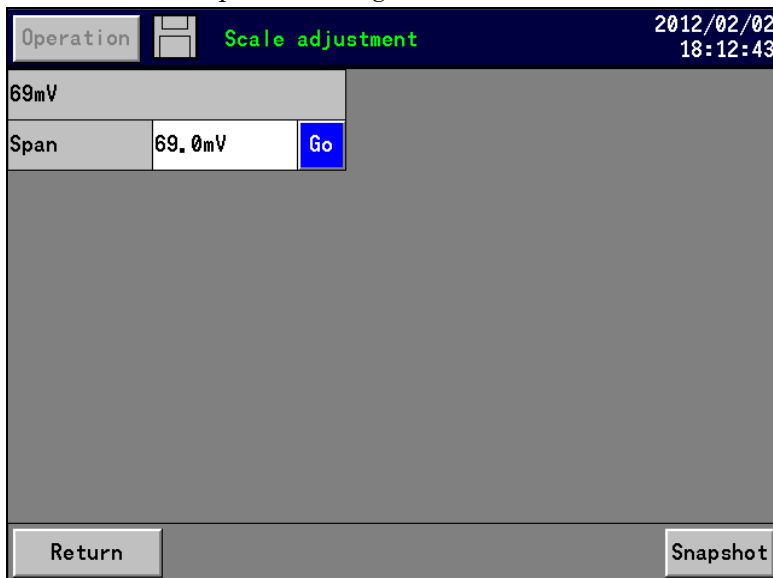 Operation Scale adjustment 2012/02/02
18:12:43
69mV
Span 69.0mV Go
Return Snapshot